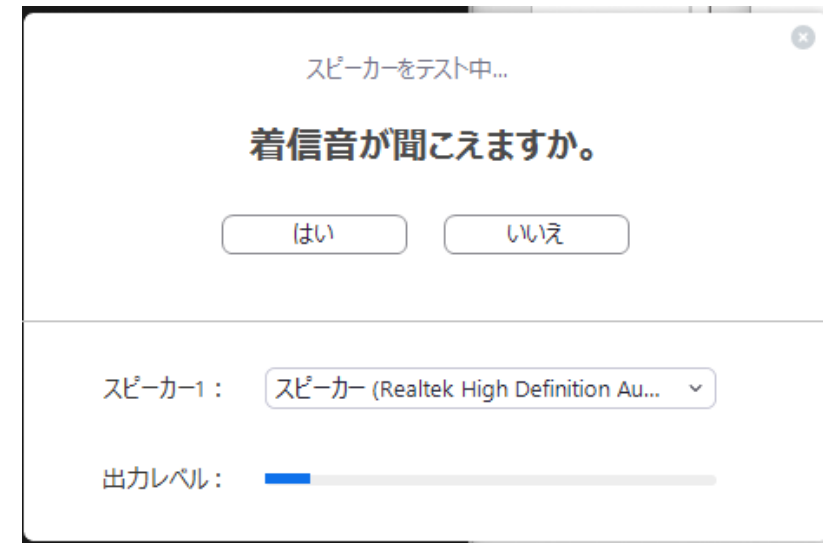 スピーカーをテスト中...
着信音が聞こえますか。
はい いいえ
スピーカー1： スピーカー (Realtek High Definition Au...
出力レベル：